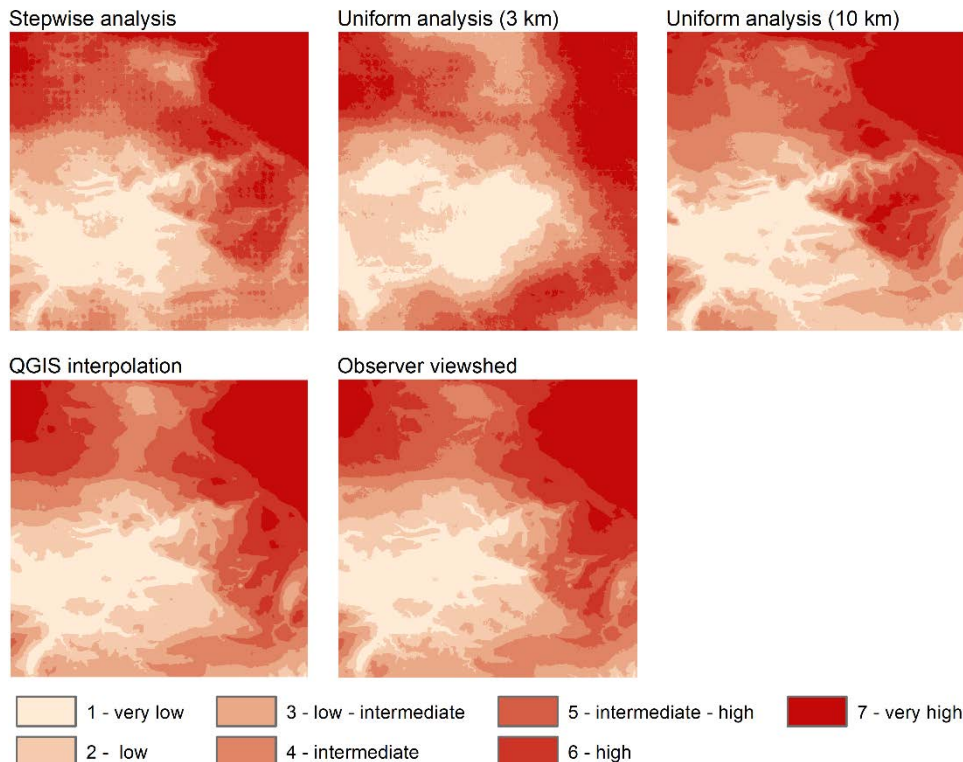 Stepwise analysis
Uniform analysis (3 km)
Uniform analysis (10 km)
QGIS interpolation
Observer viewshed
1 - very low
3 - low - intermediate
5 - intermediate - high
7 - very high
2 -  low
4 - intermediate
6 - high